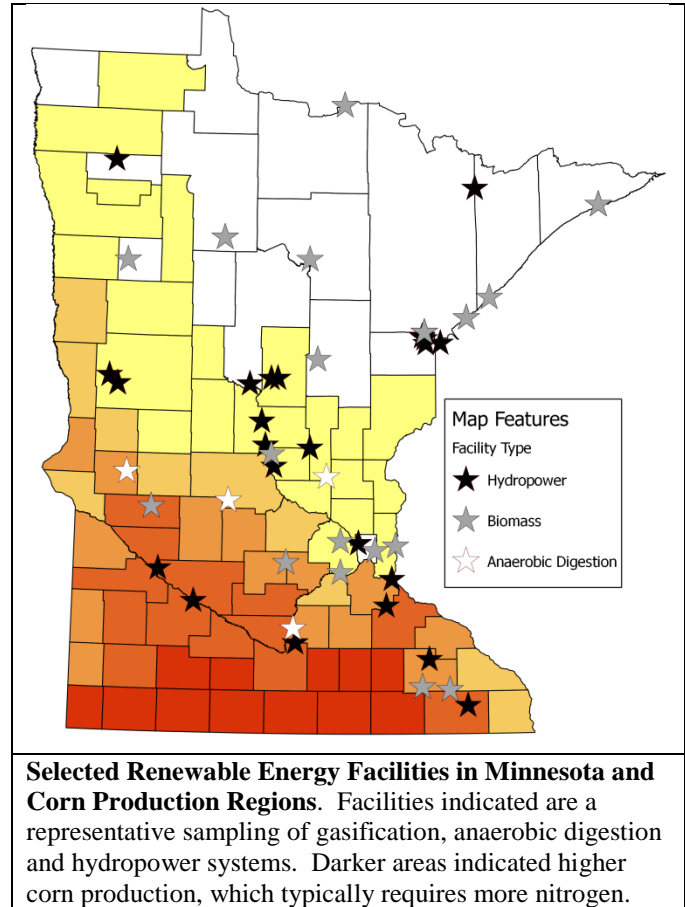 Map Features
Facility Type
Hydropower
Biomass
Anaerobic Digestion
Selected Renewable Energy Facilities in Minnesota and
Corn Production Regions. Facilities indicated are a
representative sampling of gasification, anaerobic digestion
and hydropower systems. Darker areas indicated higher
corn production, which typically requires more nitrogen.